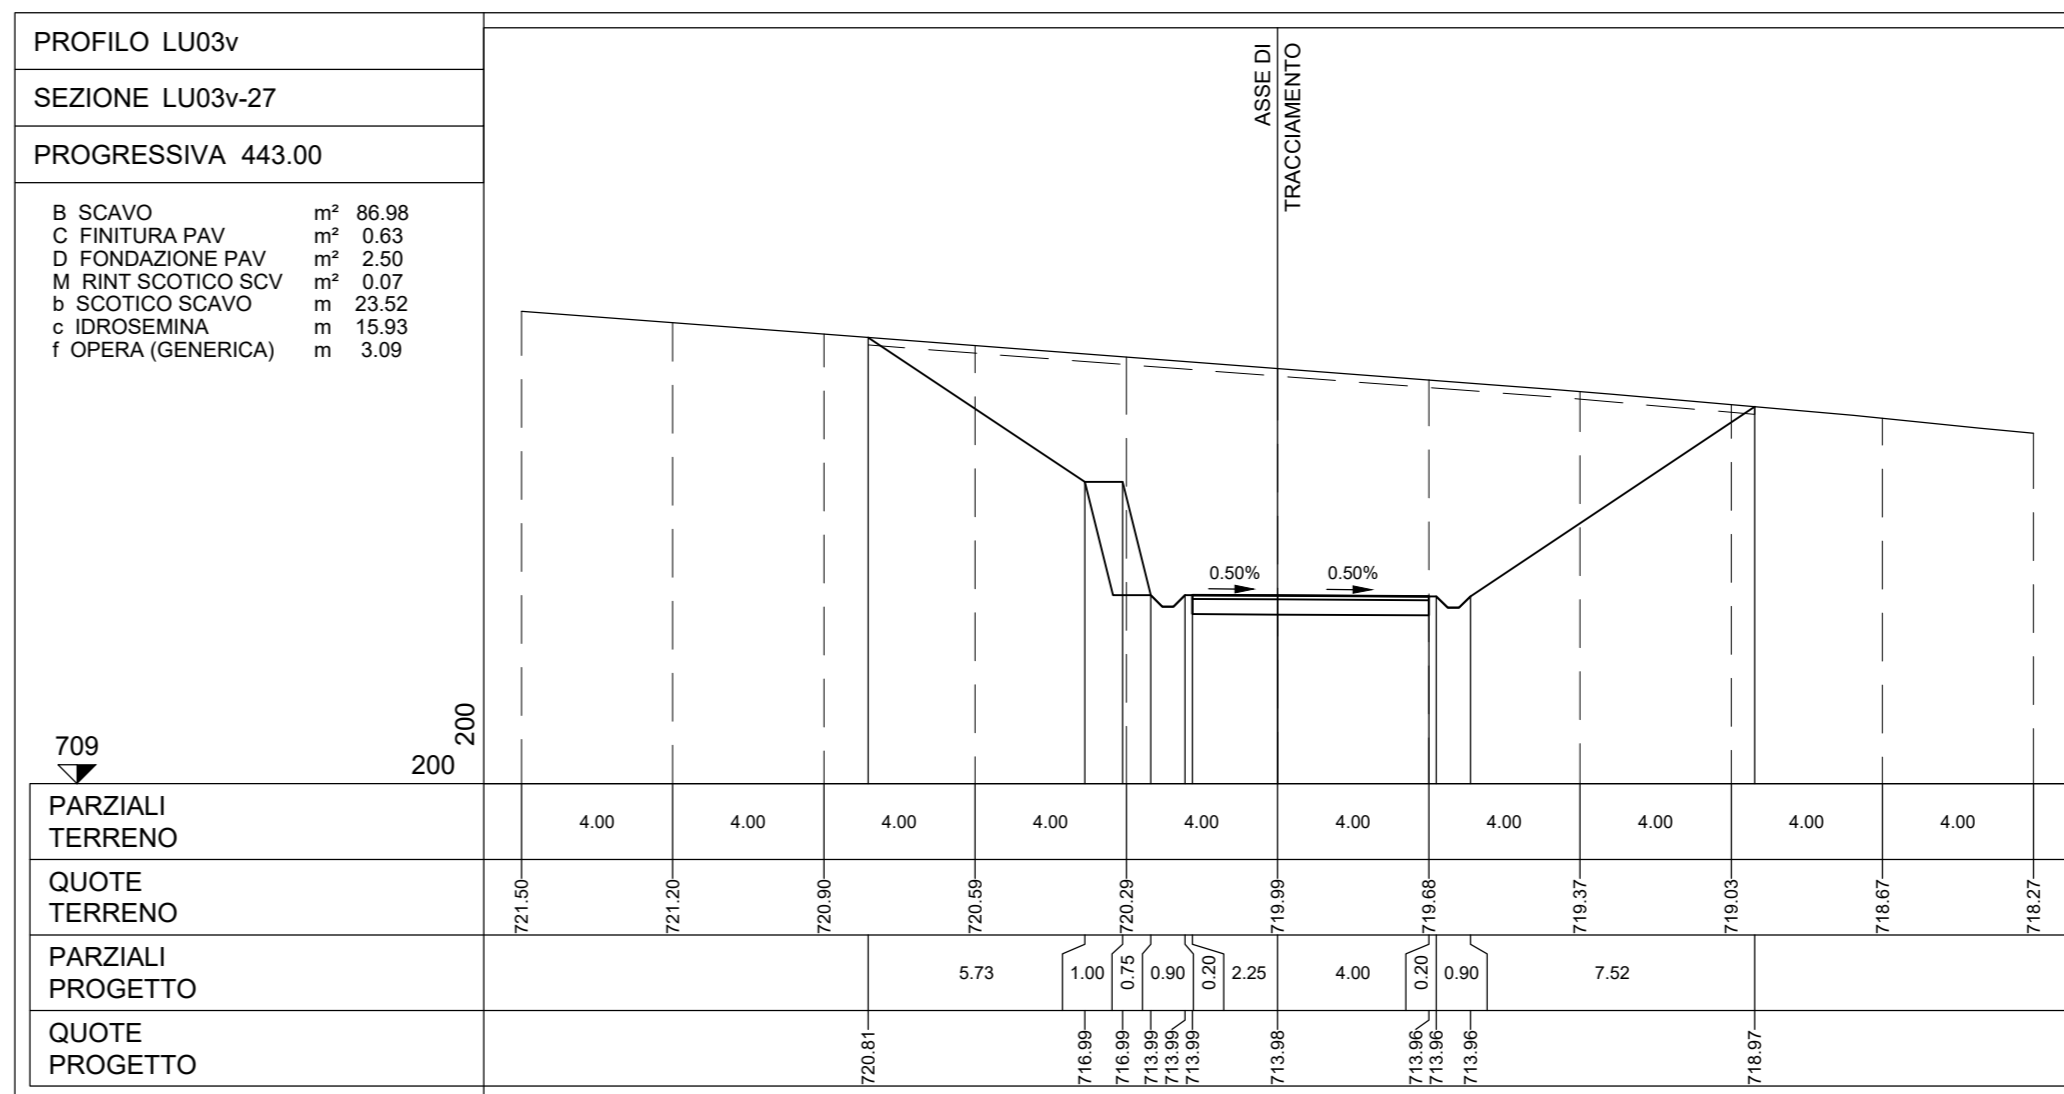 PROFILO LU03v
SEZIONE LU03v-27
PROGRESSIVA 443.00
B SCAVO m² 86.98
C FINITURA PAV m² 0.63
D FONDAZIONE PAV m² 2.50
M RINT SCOTICO SCV m² 0.07
b SCOTICO SCAVO m 23.52
c IDROSEMINA m 15.93
f OPERA (GENERICA) m 3.09
ASSE DI
TRACCIAMENTO
0.50% 0.50%
709
200
200
PARZIALI
TERRENO
4.00 4.00 4.00 4.00 4.00 4.00 4.00 4.00 4.00 4.00
QUOTE
TERRENO
721.50 721.20 720.90 720.59 720.29 719.99 719.68 719.37 719.03 718.67 718.27
PARZIALI
PROGETTO
5.73 1.00 0.75 0.90 0.20 2.25 4.00 0.20 0.90 7.52
QUOTE
PROGETTO
720.81 716.99 716.99 713.99 713.99 713.99 713.98 713.96 713.96 713.96 718.97